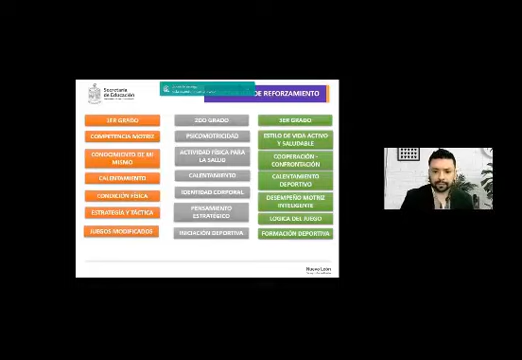 Secretaría
de Educación
DE REFORZAMIENTO
1ER GRADO
COMPETENCIA MOTRIZ
CONOCIMIENTO DE MI
MISMO
CALENTAMIENTO
CONDICIÓN FÍSICA
ESTRATEGIA Y TÁCTICA
JUEGOS MODIFICADOS
2DO GRADO
PSICOMOTRICIDAD
ACTIVIDAD FÍSICA PARA
LA SALUD
CALENTAMIENTO
IDENTIDAD CORPORAL
PENSAMIENTO
ESTRATÉGICO
INICIACIÓN DEPORTIVA
3ER GRADO
ESTILO DE VIDA ACTIVO
Y SALUDABLE
COOPERACIÓN -
CONFRONTACIÓN
CALENTAMIENTO
DEPORTIVO
DESEMPEÑO MOTRIZ
INTELIGENTE
LOGICA DEL JUEGO
FORMACIÓN DEPORTIVA
Nuevo León